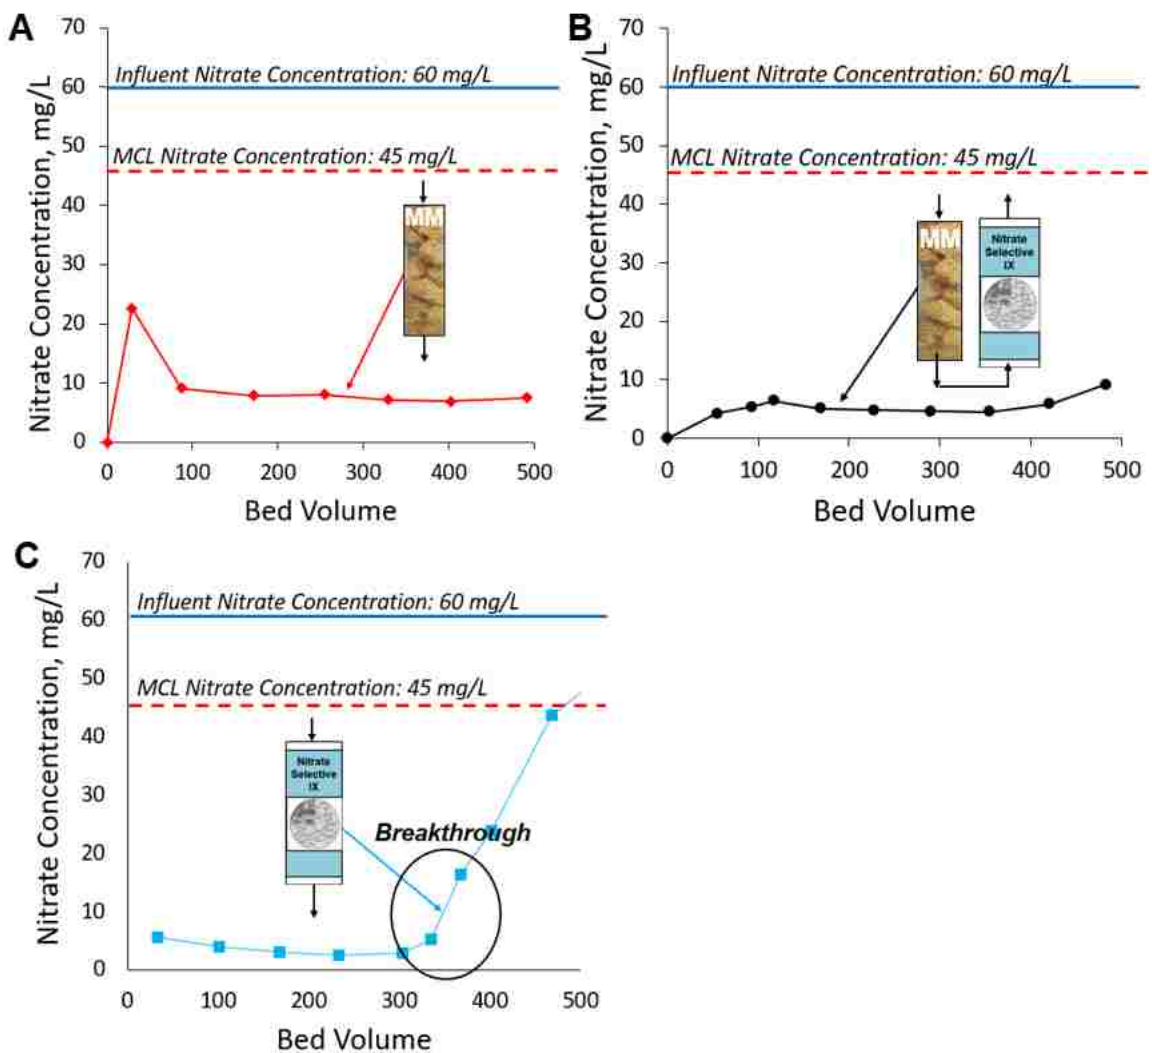 A
Nitrate Concentration, mg/L
70
60
50
40
30
20
10
0
Influent Nitrate Concentration: 60 mg/L
MCL Nitrate Concentration: 45 mg/L
MM
0 100 200 300 400 500
Bed Volume
B
Nitrate Concentration, mg/L
70
60
50
40
30
20
10
0
Influent Nitrate Concentration: 60 mg/L
MCL Nitrate Concentration: 45 mg/L
MM
Nitrate
Selective
IX
0 100 200 300 400 500
Bed Volume
C
Nitrate Concentration, mg/L
70
60
50
40
30
20
10
0
Influent Nitrate Concentration: 60 mg/L
MCL Nitrate Concentration: 45 mg/L
Nitrate
Selective
IX
Breakthrough
0 100 200 300 400 500
Bed Volume